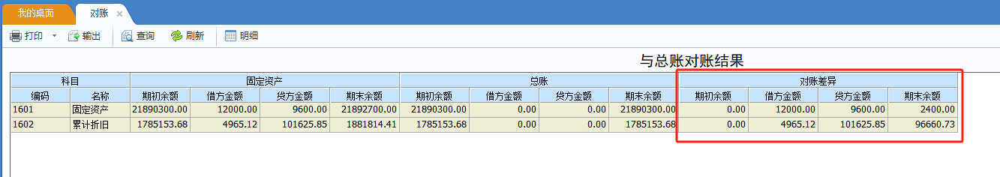 我的桌面 对账
打印 输出 查询 刷新 明细
与总账对账结果
科目 固定资产 总账 对账差异
编码 名称 期初余额 借方金额 贷方金额 期末余额 期初余额 借方金额 贷方金额 期末余额 期初余额 借方金额 贷方金额 期末余额
1601 固定资产 21890300.00 12000.00 9600.00 21892700.00 21890300.00 0.00 0.00 21890300.00 0.00 12000.00 9600.00 2400.00
1602 累计折旧 1785153.68 4965.12 101625.85 1881814.41 1785153.68 0.00 0.00 1785153.68 0.00 4965.12 101625.85 96660.73